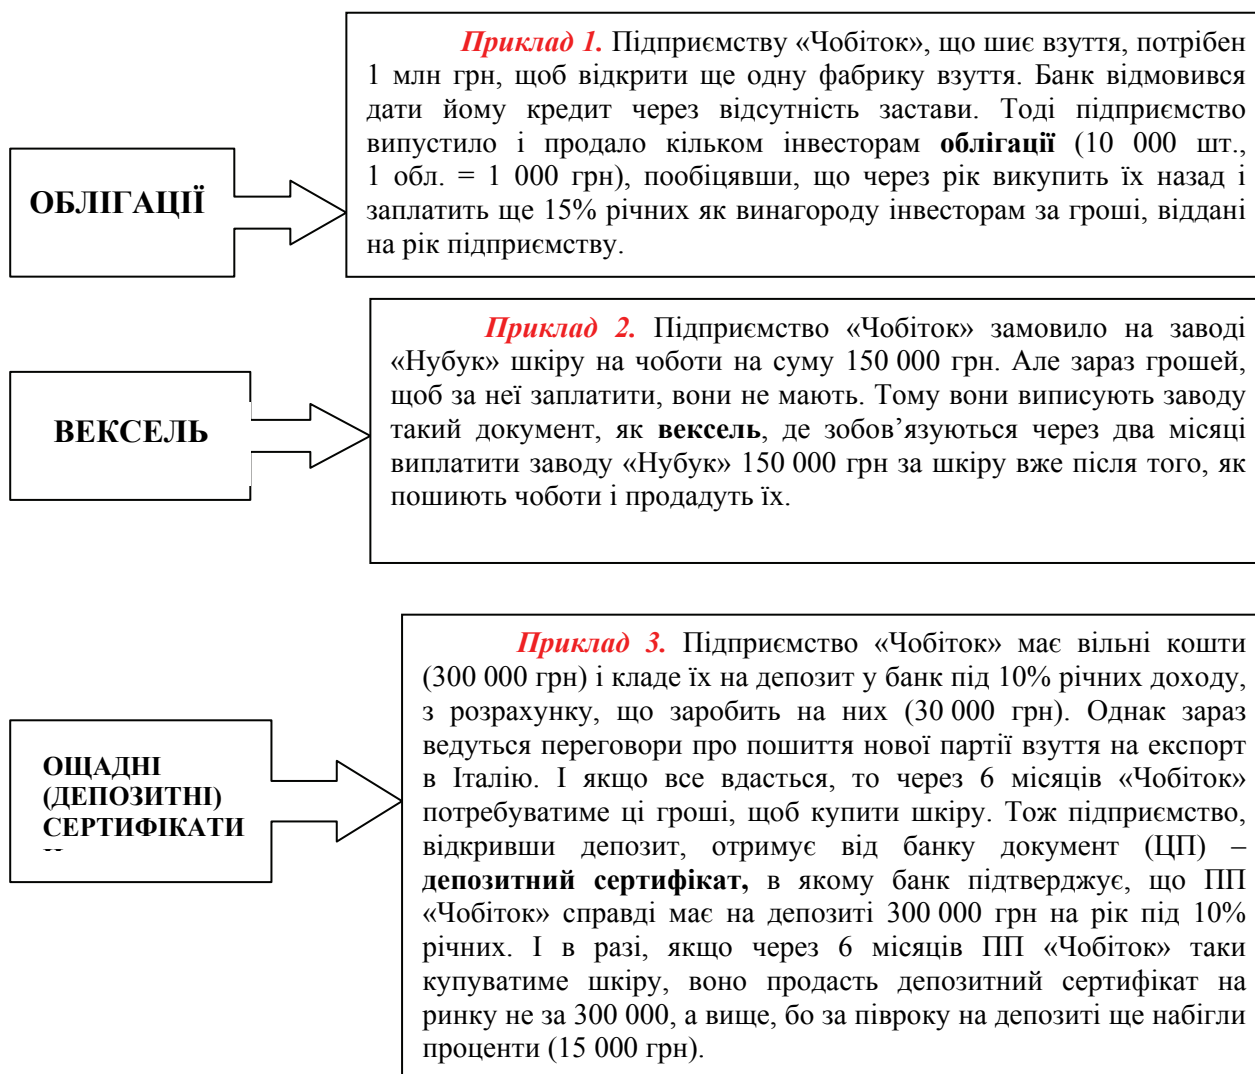 Приклад 1. Підприємству «Чобіток», що шиє взуття, потрібен
1 млн грн, щоб відкрити ще одну фабрику взуття. Банк відмовився
дати йому кредит через відсутність застави. Тоді підприємство
випустило і продало кільком інвесторам облігації (10 000 шт.,
1 обл. = 1 000 грн), пообіцявши, що через рік викупить їх назад і
заплатить ще 15% річних як винагороду інвесторам за гроші, віддані
на рік підприємству.
ОБЛІГАЦІЇ
Приклад 2. Підприємство «Чобіток» замовило на заводі
«Нубук» шкіру на чоботи на суму 150 000 грн. Але зараз грошей,
щоб за неї заплатити, вони не мають. Тому вони виписують заводу
такий документ, як вексель, де зобов’язуються через два місяці
виплатити заводу «Нубук» 150 000 грн за шкіру вже після того, як
пошиють чоботи і продадуть їх.
ВЕКСЕЛЬ
Приклад 3. Підприємство «Чобіток» має вільні кошти
(300 000 грн) і кладе їх на депозит у банк під 10% річних доходу,
з розрахунку, що заробить на них (30 000 грн). Однак зараз
ведуться переговори про пошиття нової партії взуття на експорт
в Італію. І якщо все вдасться, то через 6 місяців «Чобіток»
потребуватиме ці гроші, щоб купити шкіру. Тож підприємство,
відкривши депозит, отримує від банку документ (ЦП) –
депозитний сертифікат, в якому банк підтверджує, що ПП
«Чобіток» справді має на депозиті 300 000 грн на рік під 10%
річних. І в разі, якщо через 6 місяців ПП «Чобіток» таки
купуватиме шкіру, воно продасть депозитний сертифікат на
ринку не за 300 000, а вище, бо за півроку на депозиті ще набігли
проценти (15 000 грн).
ОЩАДНІ
(ДЕПОЗИТНІ)
СЕРТИФІКАТИ